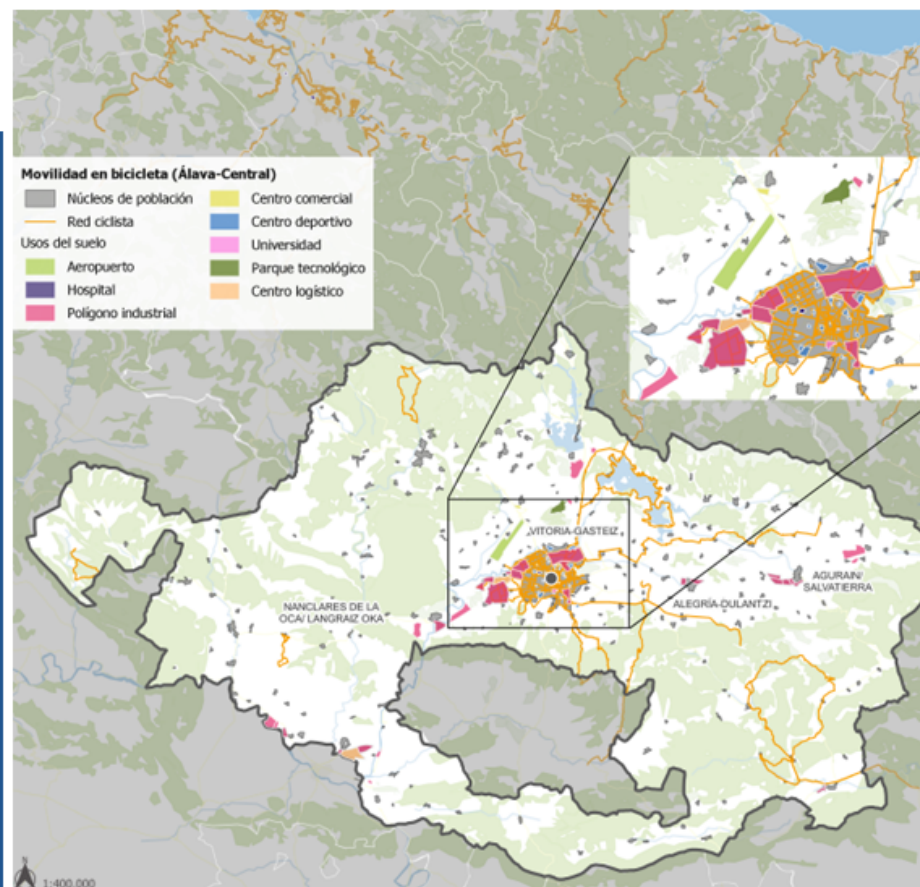 Movilidad en bicicleta (Álava-Central)
Núcleos de población
Red ciclista
Usos del suelo
Aeropuerto
Hospital
Polígono industrial
Centro comercial
Centro deportivo
Universidad
Parque tecnológico
Centro logístico
VITORIA-GASTEIZ
AGURAIN/
SALVATIERRA
ALEGRÍA-DULANTZI
NANCLARES DE LA
OCA/ LANGRAIZ OKA
N
1:400.000